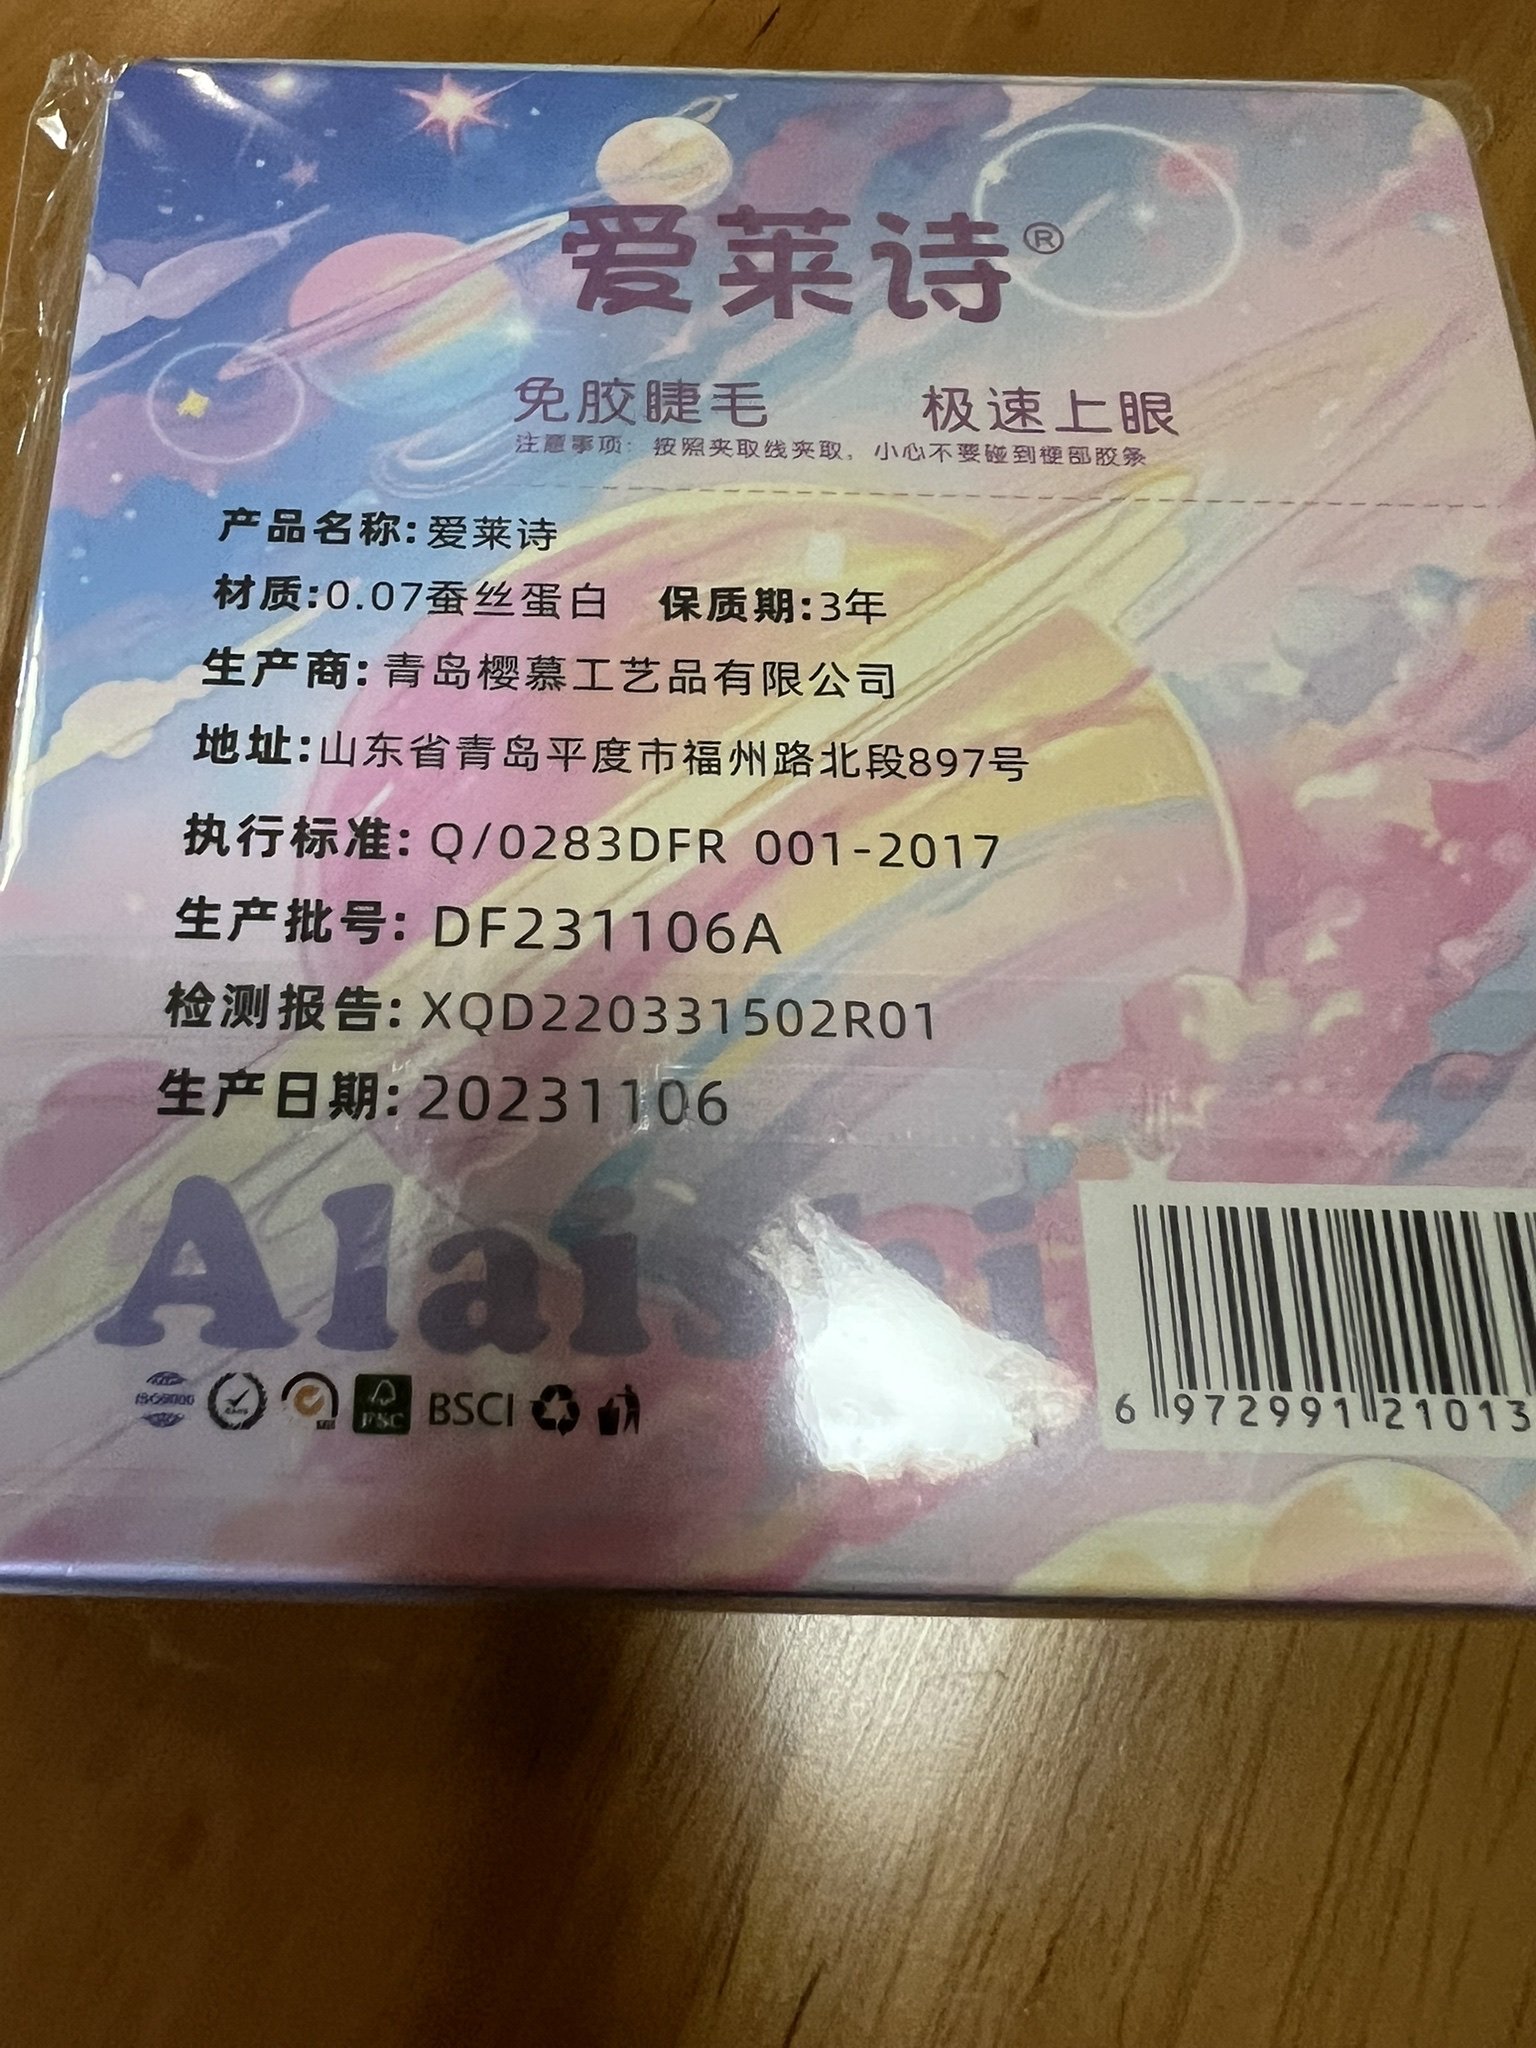 爱莱诗®
免胶睫毛 极速上眼
注意事项：按照夹取线夹取，小心不要碰到梗部胶条
产品名称:爱莱诗
材质:0.07蚕丝蛋白 保质期:3年
生产商:青岛樱慕工艺品有限公司
地址:山东省青岛平度市福州路北段897号
执行标准: Q/0283DFR 001-2017
生产批号: DF231106A
检测报告: XQD220331502R01
生产日期:20231106
ISO9000 FSC BSCI
6 972991 21013